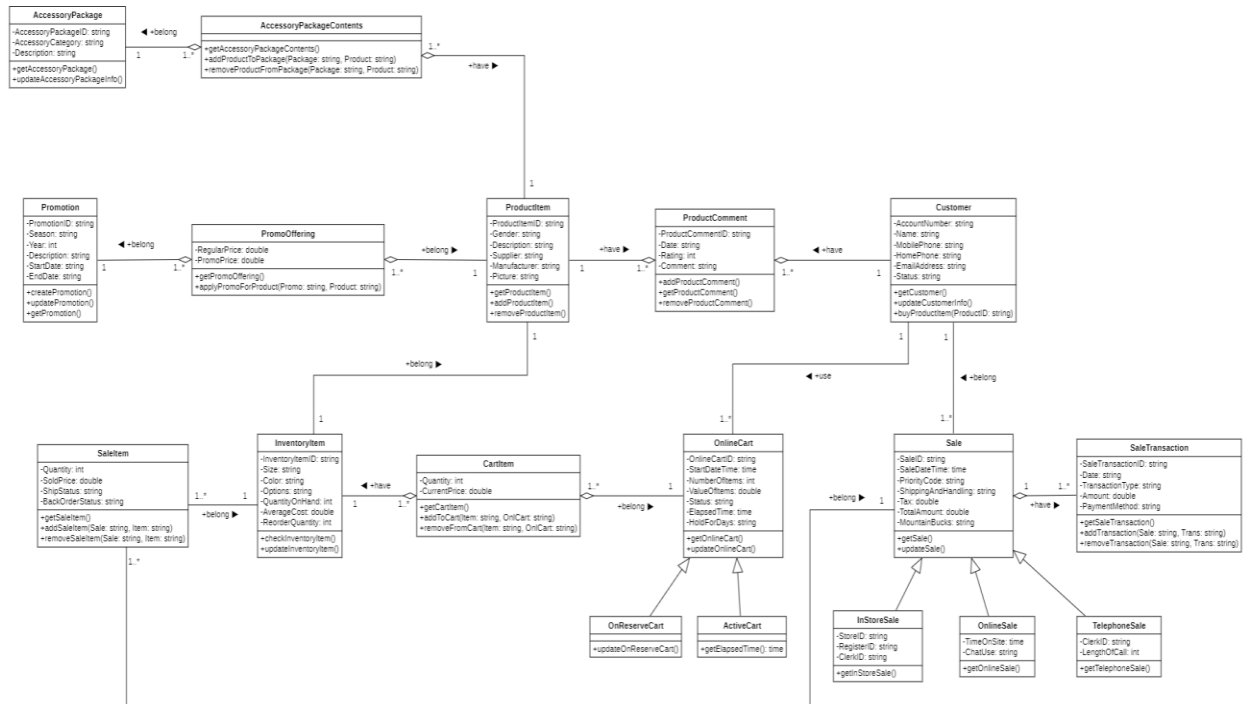 AccessoryPackage
-AccessoryPackageID: string
-AccessoryCategory: string
-Description: string
+getAccessoryPackage()
+updateAccessoryPackageInfo()
◀ +belong
1
1..*
AccessoryPackageContents
+getAccessoryPackageContents()
+addProductToPackage(Package: string, Product: string)
+removeProductFromPackage(Package: string, Product: string)
1..*
+have ▶
1
Promotion
-PromotionID: string
-Season: string
-Year: int
-Description: string
-StartDate: string
-EndDate: string
+createPromotion()
+updatePromotion()
+getPromotion()
◀ +belong
1
1..*
PromoOffering
-RegularPrice: double
-PromoPrice: double
+getPromoOffering()
+applyPromoForProduct(Promo: string, Product: string)
+belong ▶
1..*
1
ProductItem
-ProductItemID: string
-Gender: string
-Description: string
-Supplier: string
-Manufacturer: string
-Picture: string
+getProductItem()
+addProductItem()
+removeProductItem()
+have ▶
1
1..*
ProductComment
-ProductCommentID: string
-Date: string
-Rating: int
-Comment: string
+addProductComment()
+getProductComment()
+removeProductComment()
◀ +have
1..*
1
Customer
-AccountNumber: string
-Name: string
-MobilePhone: string
-HomePhone: string
-EmailAddress: string
-Status: string
+getCustomer()
+updateCustomerInfo()
+buyProductItem(ProductID: string)
1
+belong ▶
1
1
◀ +use
1..*
1
◀ +belong
1..*
SaleItem
-Quantity: int
-SoldPrice: double
-ShipStatus: string
-BackOrderStatus: string
+getSaleItem()
+addSaleItem(Sale: string, Item: string)
+removeSaleItem(Sale: string, Item: string)
1..*
1
+belong ▶
1..*
InventoryItem
-InventoryItemID: string
-Size: string
-Color: string
-Options: string
-QuantityOnHand: int
-AverageCost: double
-ReorderQuantity: int
+checkInventoryItem()
+updateInventoryItem()
◀ +have
1
1..*
CartItem
-Quantity: int
-CurrentPrice: double
+getCartItem()
+addToCart(Item: string, OnlCart: string)
+removeFromCart(Item: string, OnlCart: string)
1..*
1
+belong ▶
OnlineCart
-OnlineCartID: string
-StartDateTime: time
-NumberOfItems: int
-ValueOfItems: double
-Status: string
-ElapsedTime: time
-HoldForDays: string
+getOnlineCart()
+updateOnlineCart()
+belong ▶
1
Sale
-SaleID: string
-SaleDateTime: time
-PriorityCode: string
-ShippingAndHandling: string
-Tax: double
-TotalAmount: double
-MountainBucks: string
+getSale()
+updateSale()
1
1..*
+have ▶
SaleTransaction
-SaleTransactionID: string
-Date: string
-TransactionType: string
-Amount: double
-PaymentMethod: string
+getSaleTransaction()
+addTransaction(Sale: string, Trans: string)
+removeTransaction(Sale: string, Trans: string)
OnReserveCart
+updateOnReserveCart()
ActiveCart
+getElapsedTime(): time
InStoreSale
-StoreID: string
-RegisterID: string
-ClerkID: string
+getInStoreSale()
OnlineSale
-TimeOnSite: time
-ChatUse: string
+getOnlineSale()
TelephoneSale
-ClerkID: string
-LengthOfCall: int
+getTelephoneSale()